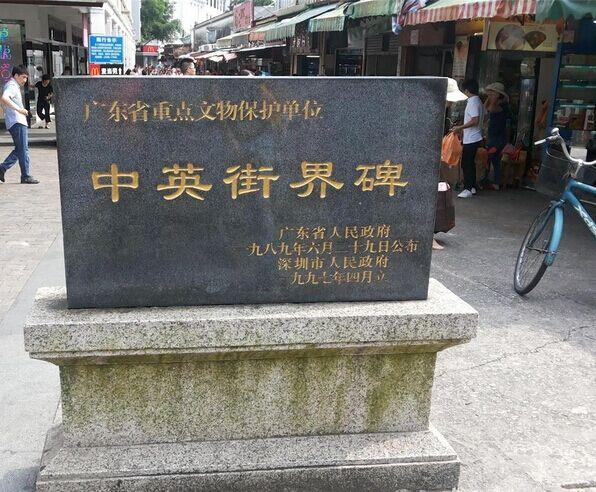 广东省重点文物保护单位
中英街界碑
广东省人民政府
一九八九年六月二十九日公布
深圳市人民政府
一九九七年四月立